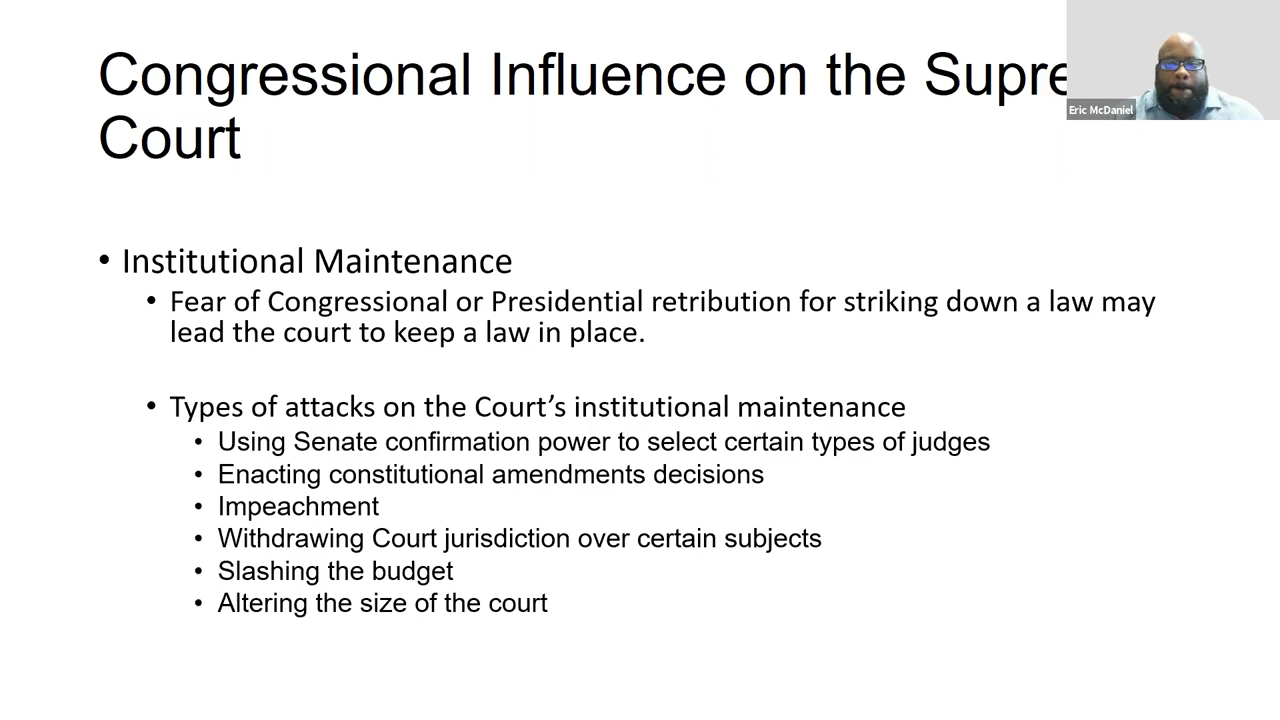 Congressional Influence on the Supre
Court
Eric McDaniel
• Institutional Maintenance
• Fear of Congressional or Presidential retribution for striking down a law may
lead the court to keep a law in place.
• Types of attacks on the Court’s institutional maintenance
• Using Senate confirmation power to select certain types of judges
• Enacting constitutional amendments decisions
• Impeachment
• Withdrawing Court jurisdiction over certain subjects
• Slashing the budget
• Altering the size of the court